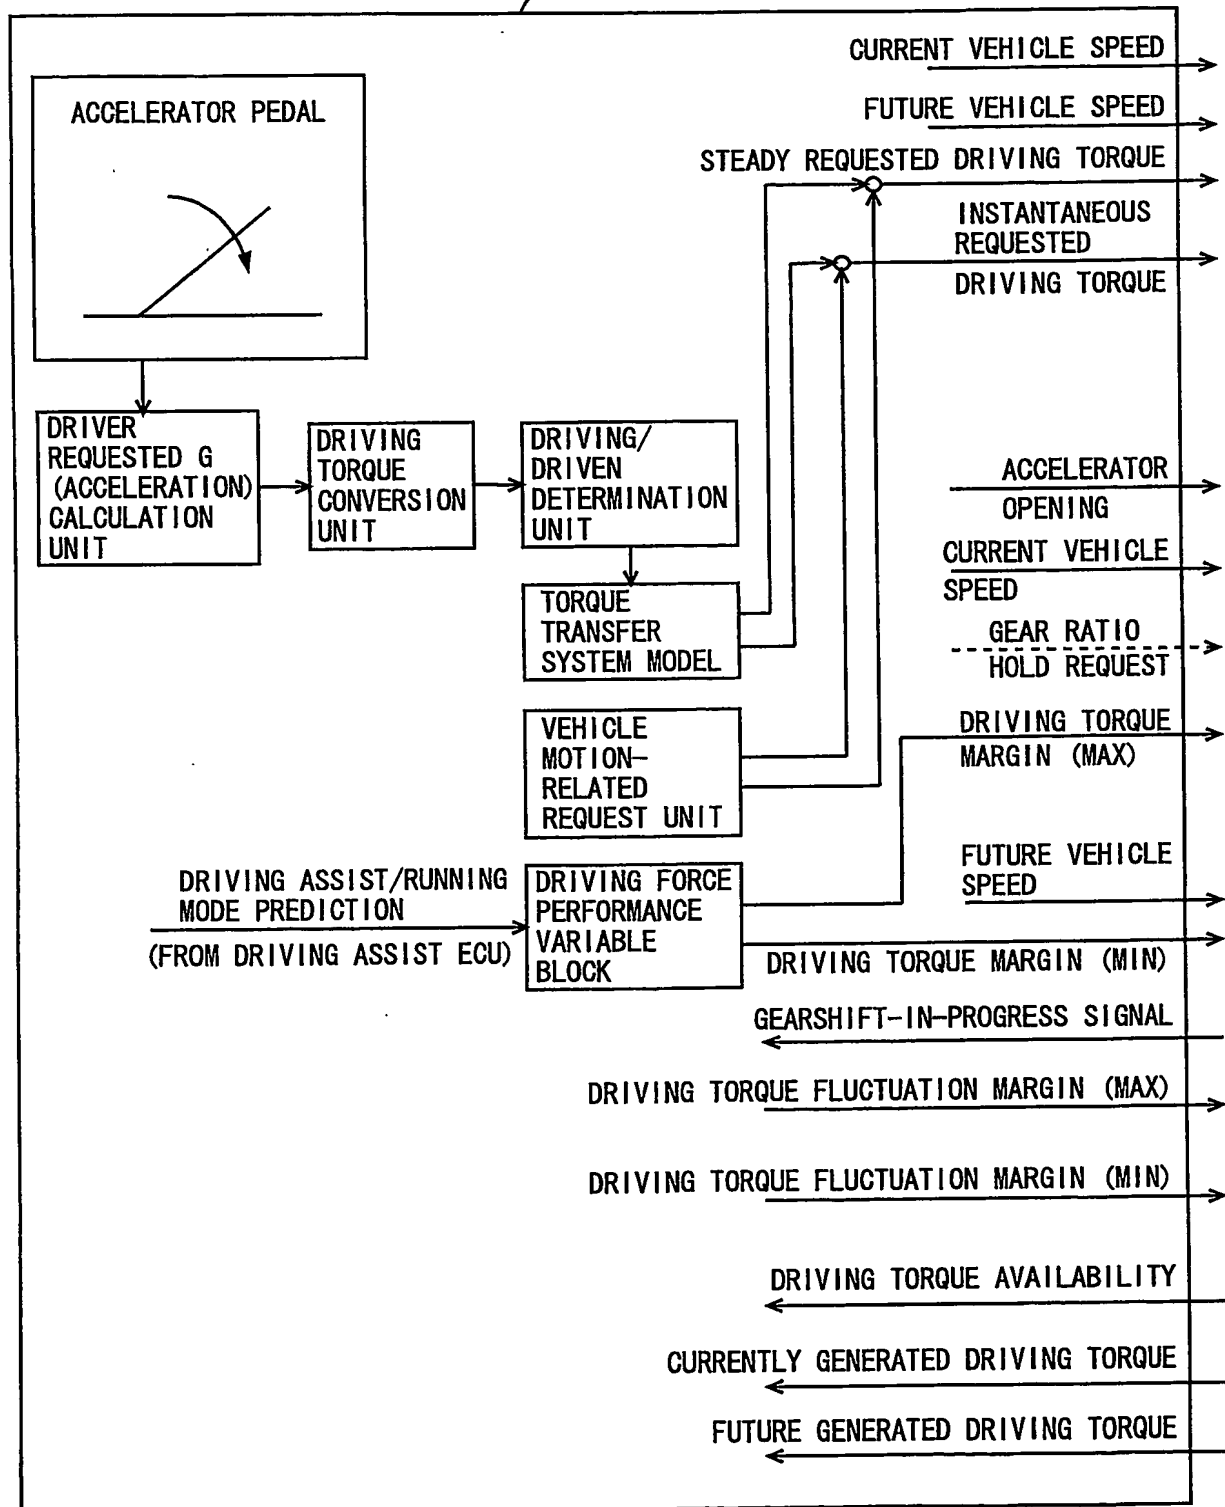 CURRENT VEHICLE SPEED
ACCELERATOR PEDAL
FUTURE VEHICLE SPEED
STEADY REQUESTED DRIVING TORQUE
INSTANTANEOUS
REQUESTED
DRIVING TORQUE
DRIVER
REQUESTED G
(ACCELERATION)
CALCULATION
UNIT
DRIVING
TORQUE
CONVERSION
UNIT
DRIVING/
DRIVEN
DETERMINATION
UNIT
ACCELERATOR
OPENING
CURRENT VEHICLE
SPEED
TORQUE
TRANSFER
SYSTEM MODEL
GEAR RATIO
HOLD REQUEST
VEHICLE
MOTION-
RELATED
REQUEST UNIT
DRIVING TORQUE
MARGIN (MAX)
DRIVING ASSIST/RUNNING
MODE PREDICTION
(FROM DRIVING ASSIST ECU)
DRIVING FORCE
PERFORMANCE
VARIABLE
BLOCK
FUTURE VEHICLE
SPEED
DRIVING TORQUE MARGIN (MIN)
GEARSHIFT-IN-PROGRESS SIGNAL
DRIVING TORQUE FLUCTUATION MARGIN (MAX)
DRIVING TORQUE FLUCTUATION MARGIN (MIN)
DRIVING TORQUE AVAILABILITY
CURRENTLY GENERATED DRIVING TORQUE
FUTURE GENERATED DRIVING TORQUE